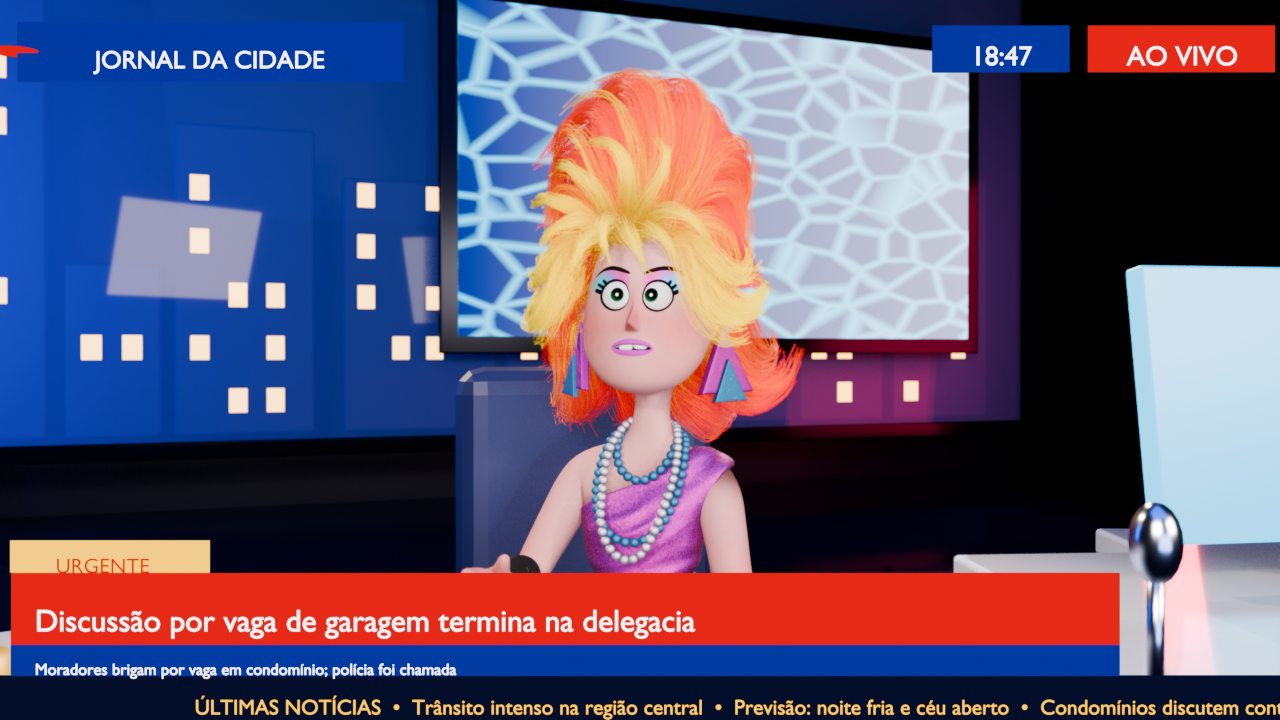 JORNAL DA CIDADE
18:47
AO VIVO
URGENTE
Discussão por vaga de garagem termina na delegacia
Moradores brigam por vaga em condomínio; polícia foi chamada
ÚLTIMAS NOTÍCIAS • Trânsito intenso na região central • Previsão: noite fria e céu aberto • Condomínios discutem